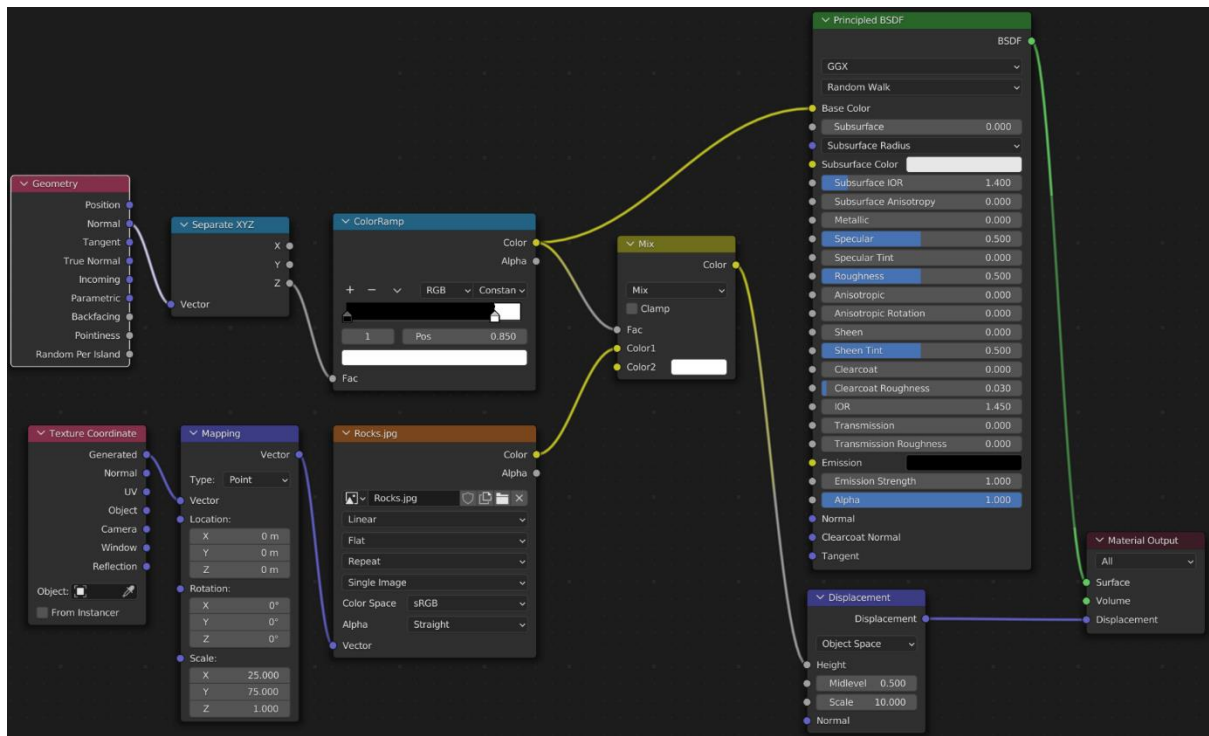 Geometry
Position
Normal
Tangent
True Normal
Incoming
Parametric
Backfacing
Pointiness
Random Per Island
Separate XYZ
X
Y
Z
Vector
ColorRamp
Color
Alpha
RGB Constan
1 Pos 0.850
Fac
Mix
Color
Mix
Clamp
Fac
Color1
Color2
Texture Coordinate
Generated
Normal
UV
Object
Camera
Window
Reflection
Object:
From Instancer
Mapping
Vector
Type: Point
Vector
Location:
X 0 m
Y 0 m
Z 0 m
Rotation:
X 0°
Y 0°
Z 0°
Scale:
X 25.000
Y 75.000
Z 1.000
Rocks.jpg
Color
Alpha
Rocks.jpg
Linear
Flat
Repeat
Single Image
Color Space sRGB
Alpha Straight
Vector
Principled BSDF
BSDF
GGX
Random Walk
Base Color
Subsurface 0.000
Subsurface Radius
Subsurface Color
Subsurface IOR 1.400
Subsurface Anisotropy 0.000
Metallic 0.000
Specular 0.500
Specular Tint 0.000
Roughness 0.500
Anisotropic 0.000
Anisotropic Rotation 0.000
Sheen 0.000
Sheen Tint 0.500
Clearcoat 0.000
Clearcoat Roughness 0.030
IOR 1.450
Transmission 0.000
Transmission Roughness 0.000
Emission
Emission Strength 1.000
Alpha 1.000
Normal
Clearcoat Normal
Tangent
Displacement
Displacement
Object Space
Height
Midlevel 0.500
Scale 10.000
Normal
Material Output
All
Surface
Volume
Displacement